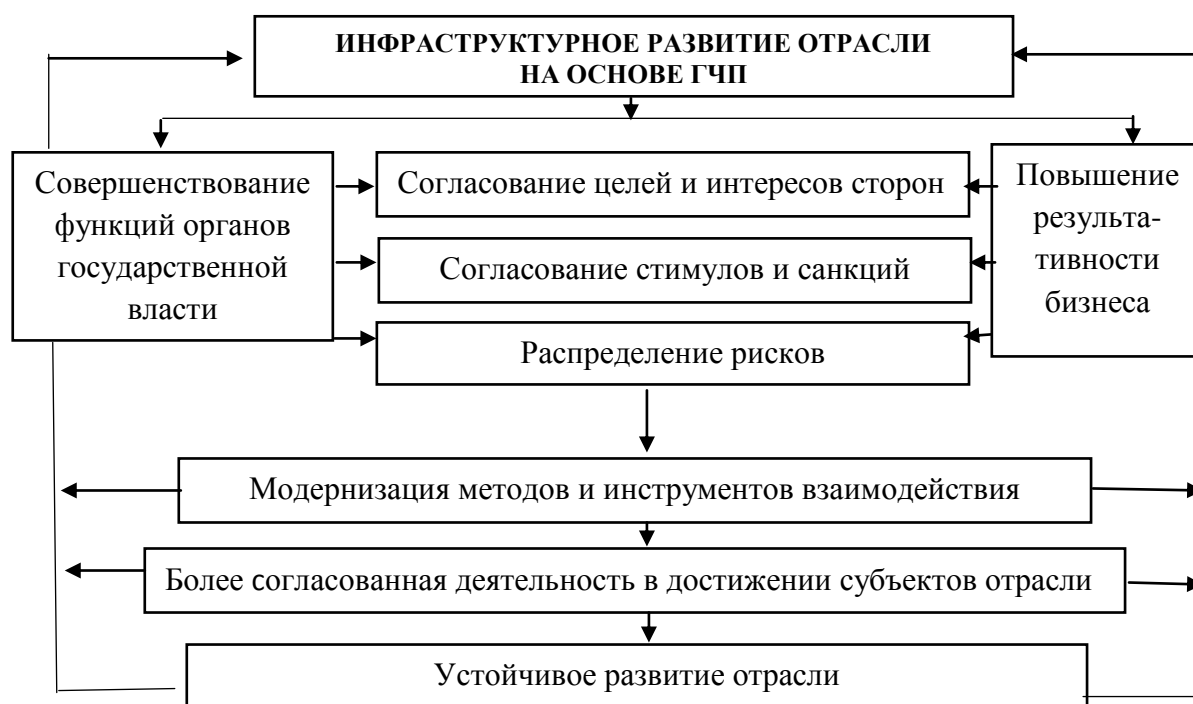 ИНФРАСТРУКТУРНОЕ РАЗВИТИЕ ОТРАСЛИ
НА ОСНОВЕ ГЧП
Совершенствование
функций органов
государственной
власти
Согласование целей и интересов сторон
Согласование стимулов и санкций
Распределение рисков
Повышение
результа-
тивности
бизнеса
Модернизация методов и инструментов взаимодействия
Более согласованная деятельность в достижении субъектов отрасли
Устойчивое развитие отрасли